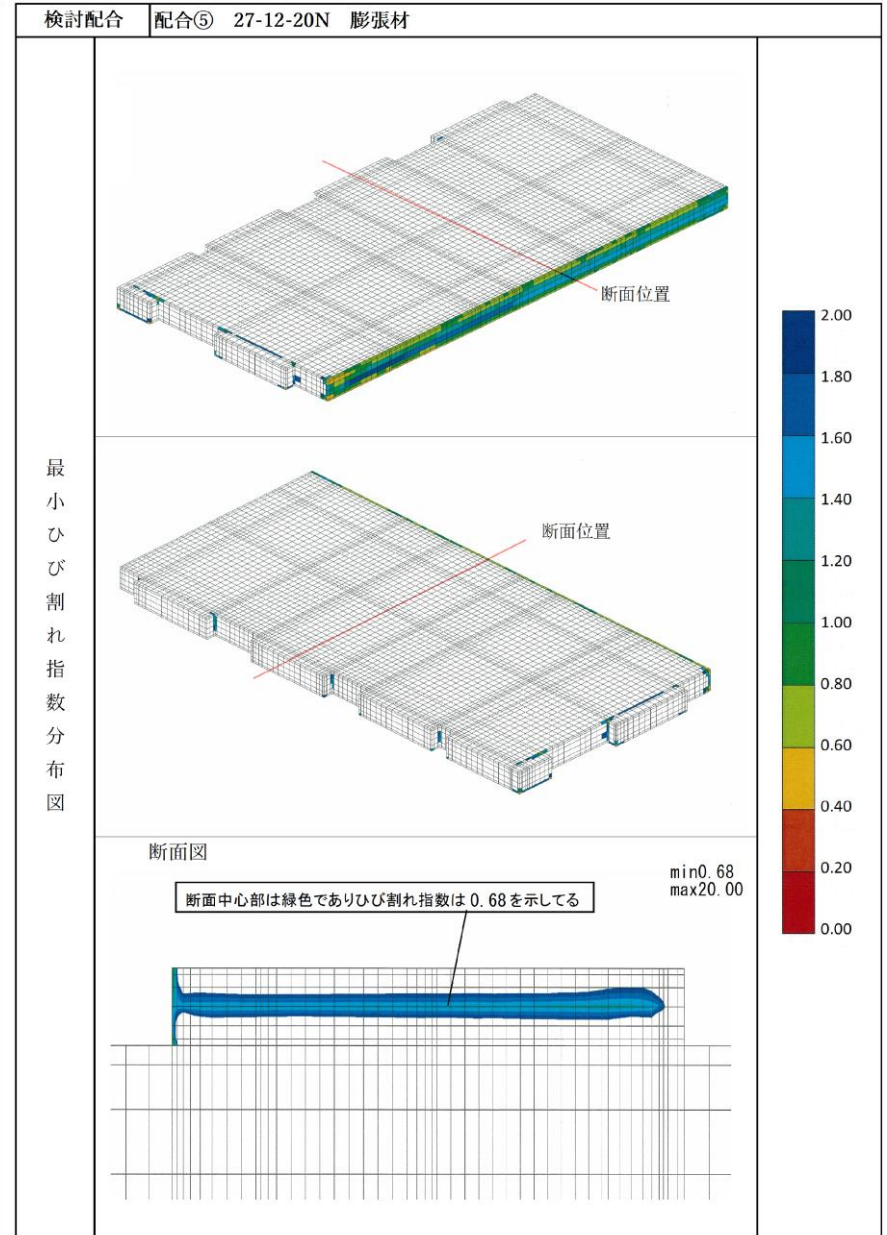 検討配合
配合⑤ 27-12-20N 膨張材
最小ひび割れ指数分布図
断面位置
断面位置
断面図
min0.68
max20.00
断面中心部は緑色でありひび割れ指数は0.68を示してる
2.00
1.80
1.60
1.40
1.20
1.00
0.80
0.60
0.40
0.20
0.00